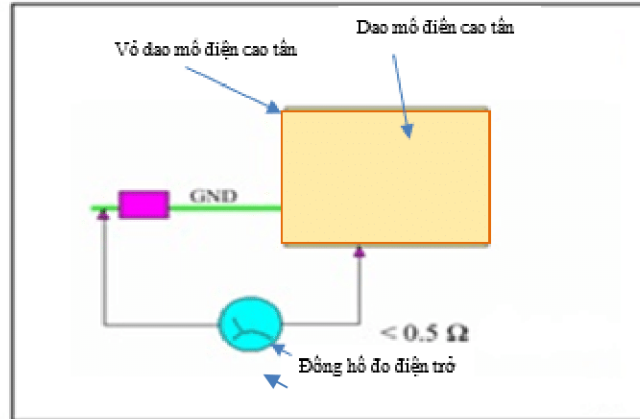 Dao mổ điện cao tần
Vỏ dao mổ điện cao tần
GND
< 0.5 Ω
Đồng hồ đo điện trở